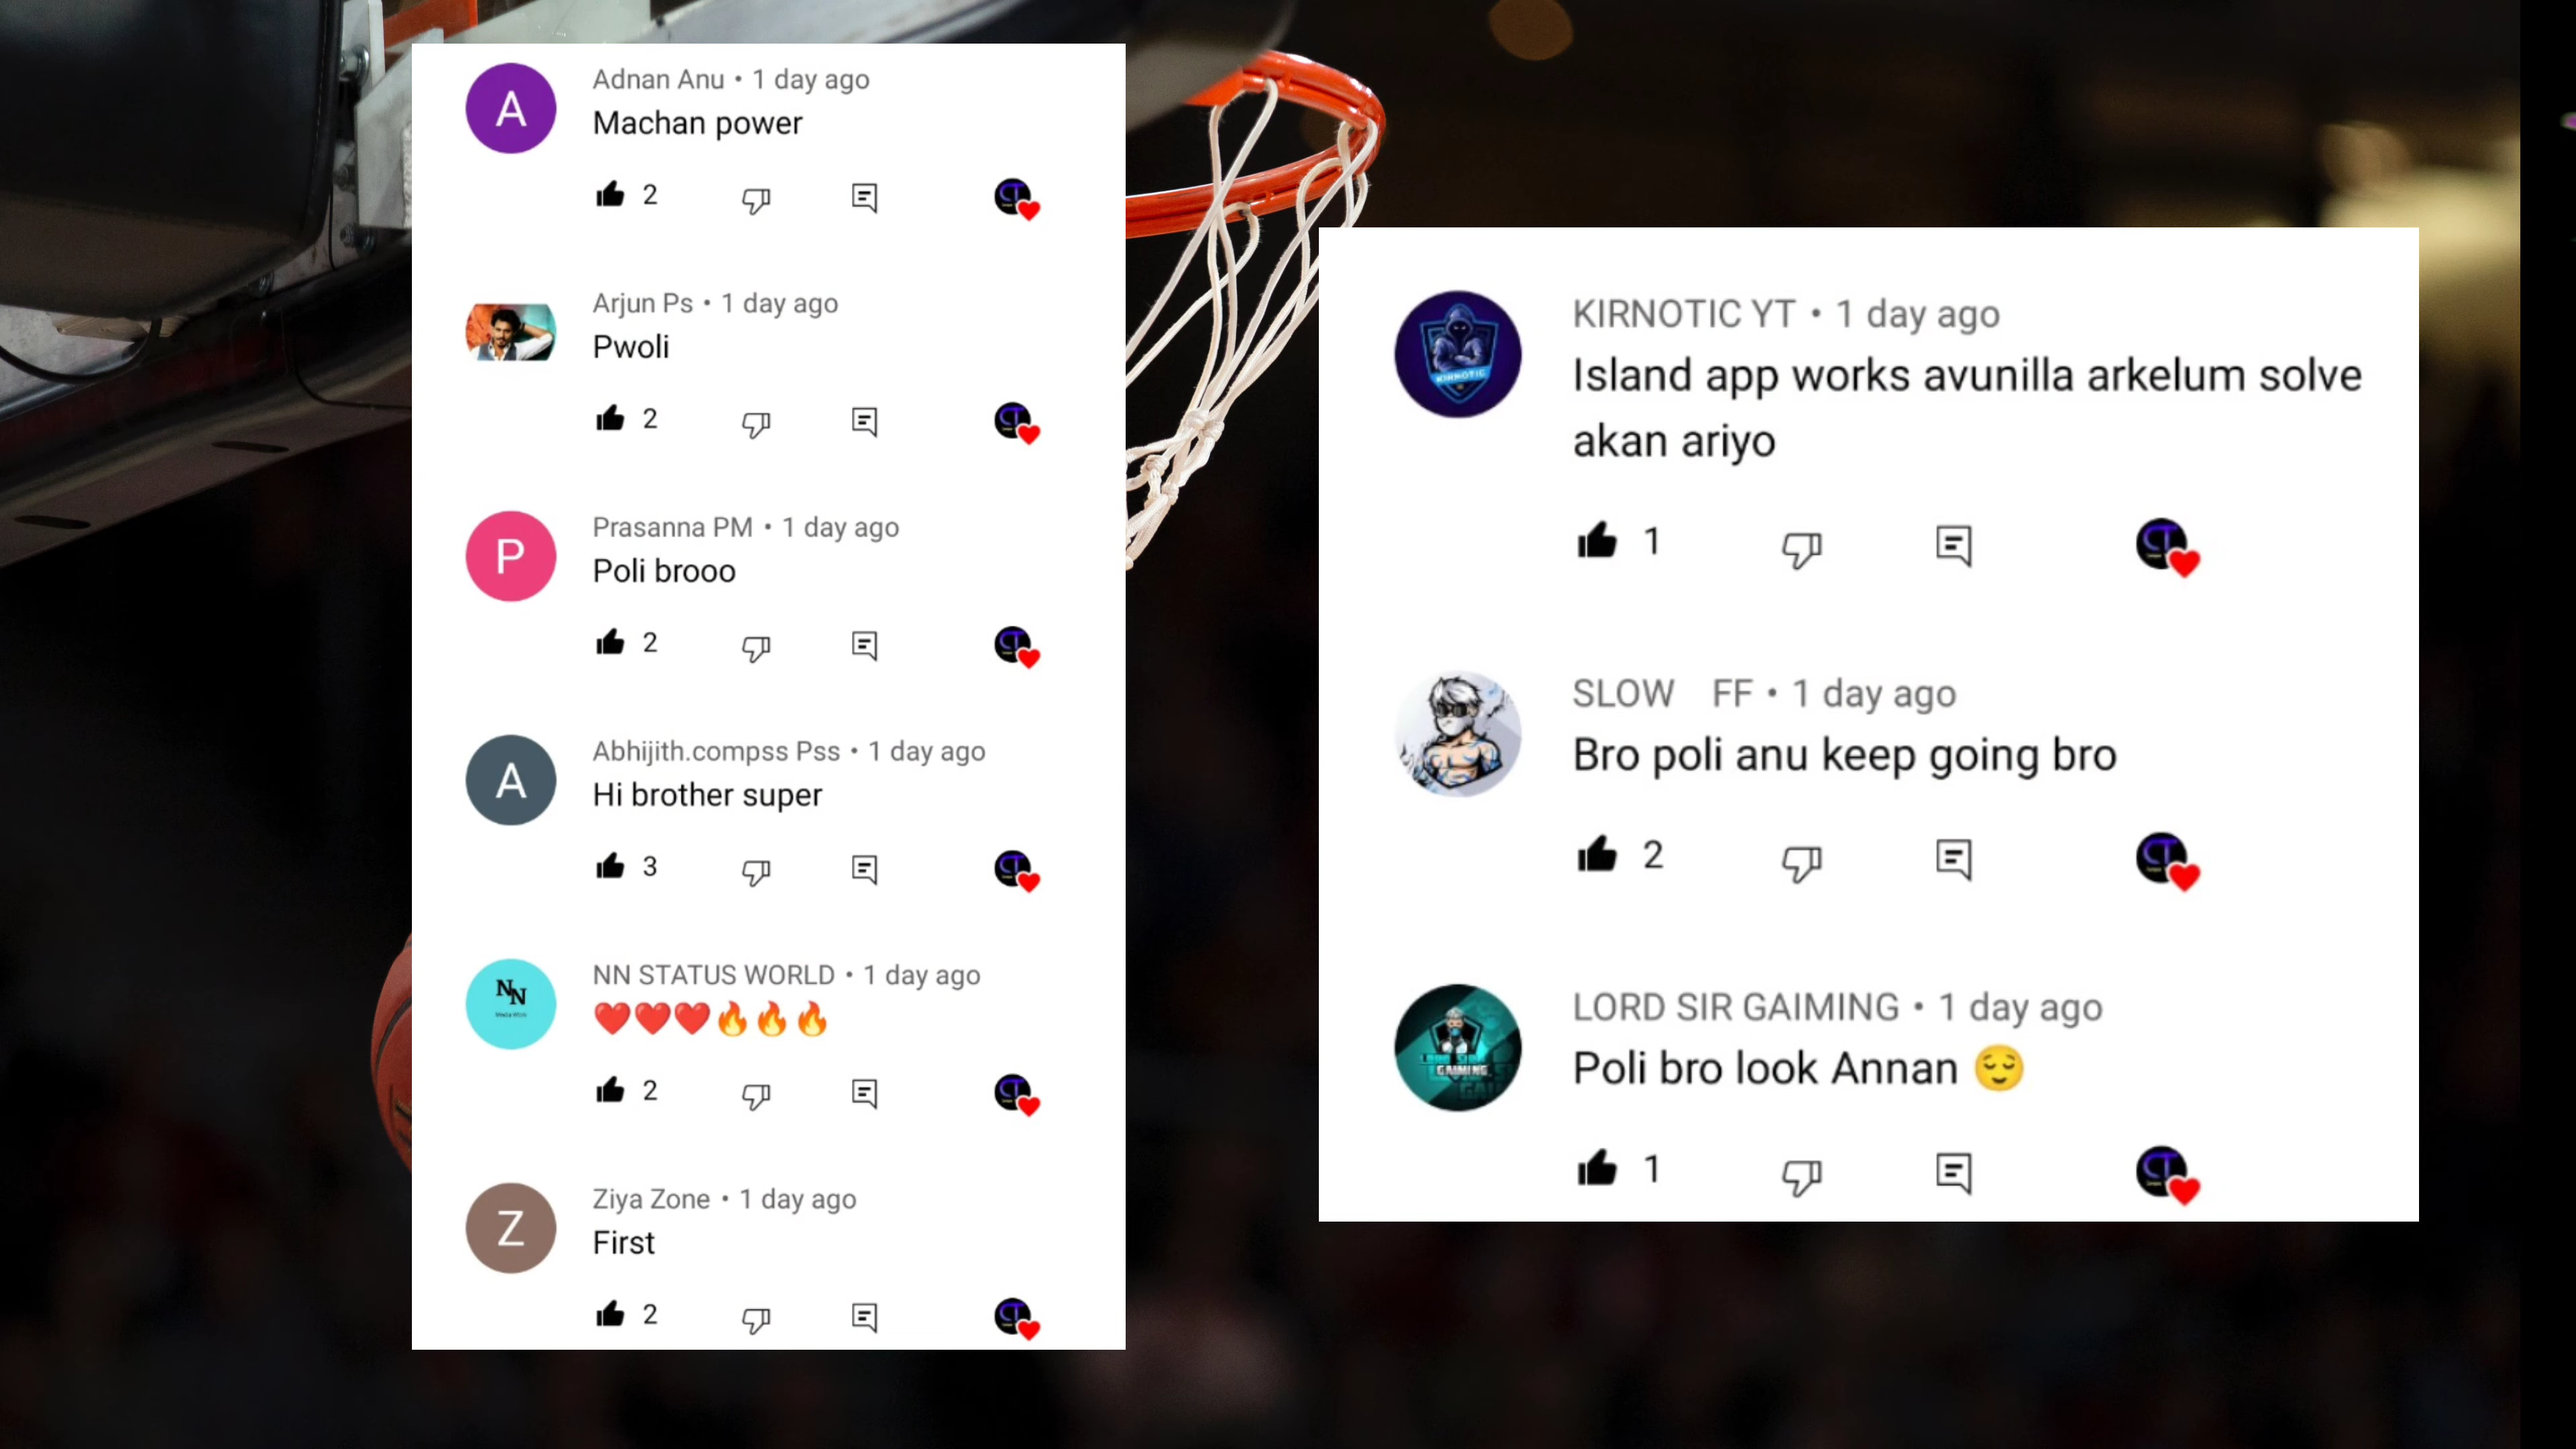 A
Adnan Anu • 1 day ago
Machan power
2
Arjun Ps • 1 day ago
Pwoli
2
P
Prasanna PM • 1 day ago
Poli brooo
2
A
Abhijith.compss Pss • 1 day ago
Hi brother super
3
NN
NN STATUS WORLD • 1 day ago
❤️❤️❤️🔥🔥🔥
2
Z
Ziya Zone • 1 day ago
First
2
KIRNOTIC
KIRNOTIC YT • 1 day ago
Island app works avunilla arkelum solve
akan ariyo
1
SLOW FF • 1 day ago
Bro poli anu keep going bro
2
GAIMING
LORD SIR GAIMING • 1 day ago
Poli bro look Annan 😌
1